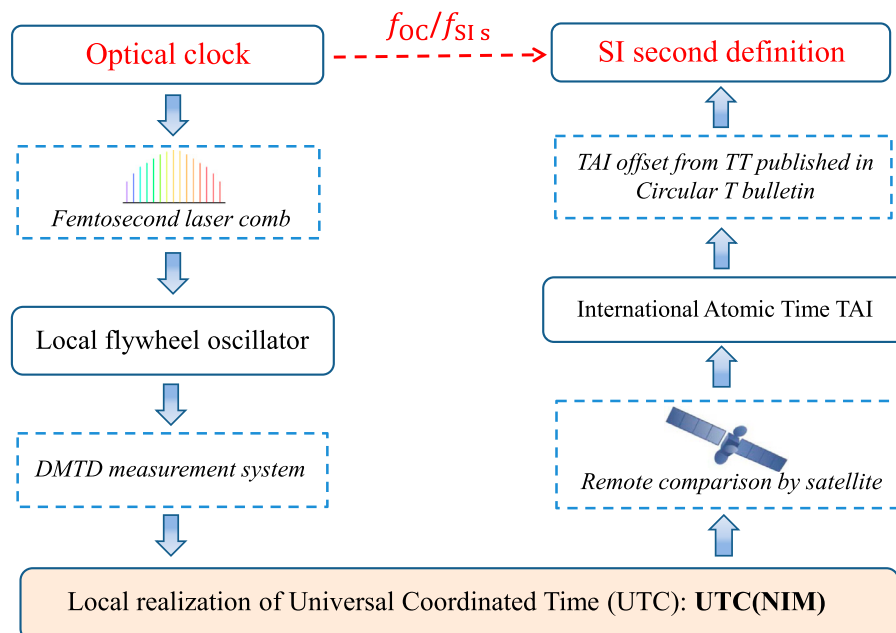 f_OC/f_SI s
Optical clock
SI second definition
Femtosecond laser comb
TAI offset from TT published in
Circular T bulletin
Local flywheel oscillator
International Atomic Time TAI
DMTD measurement system
Remote comparison by satellite
Local realization of Universal Coordinated Time (UTC): UTC(NIM)